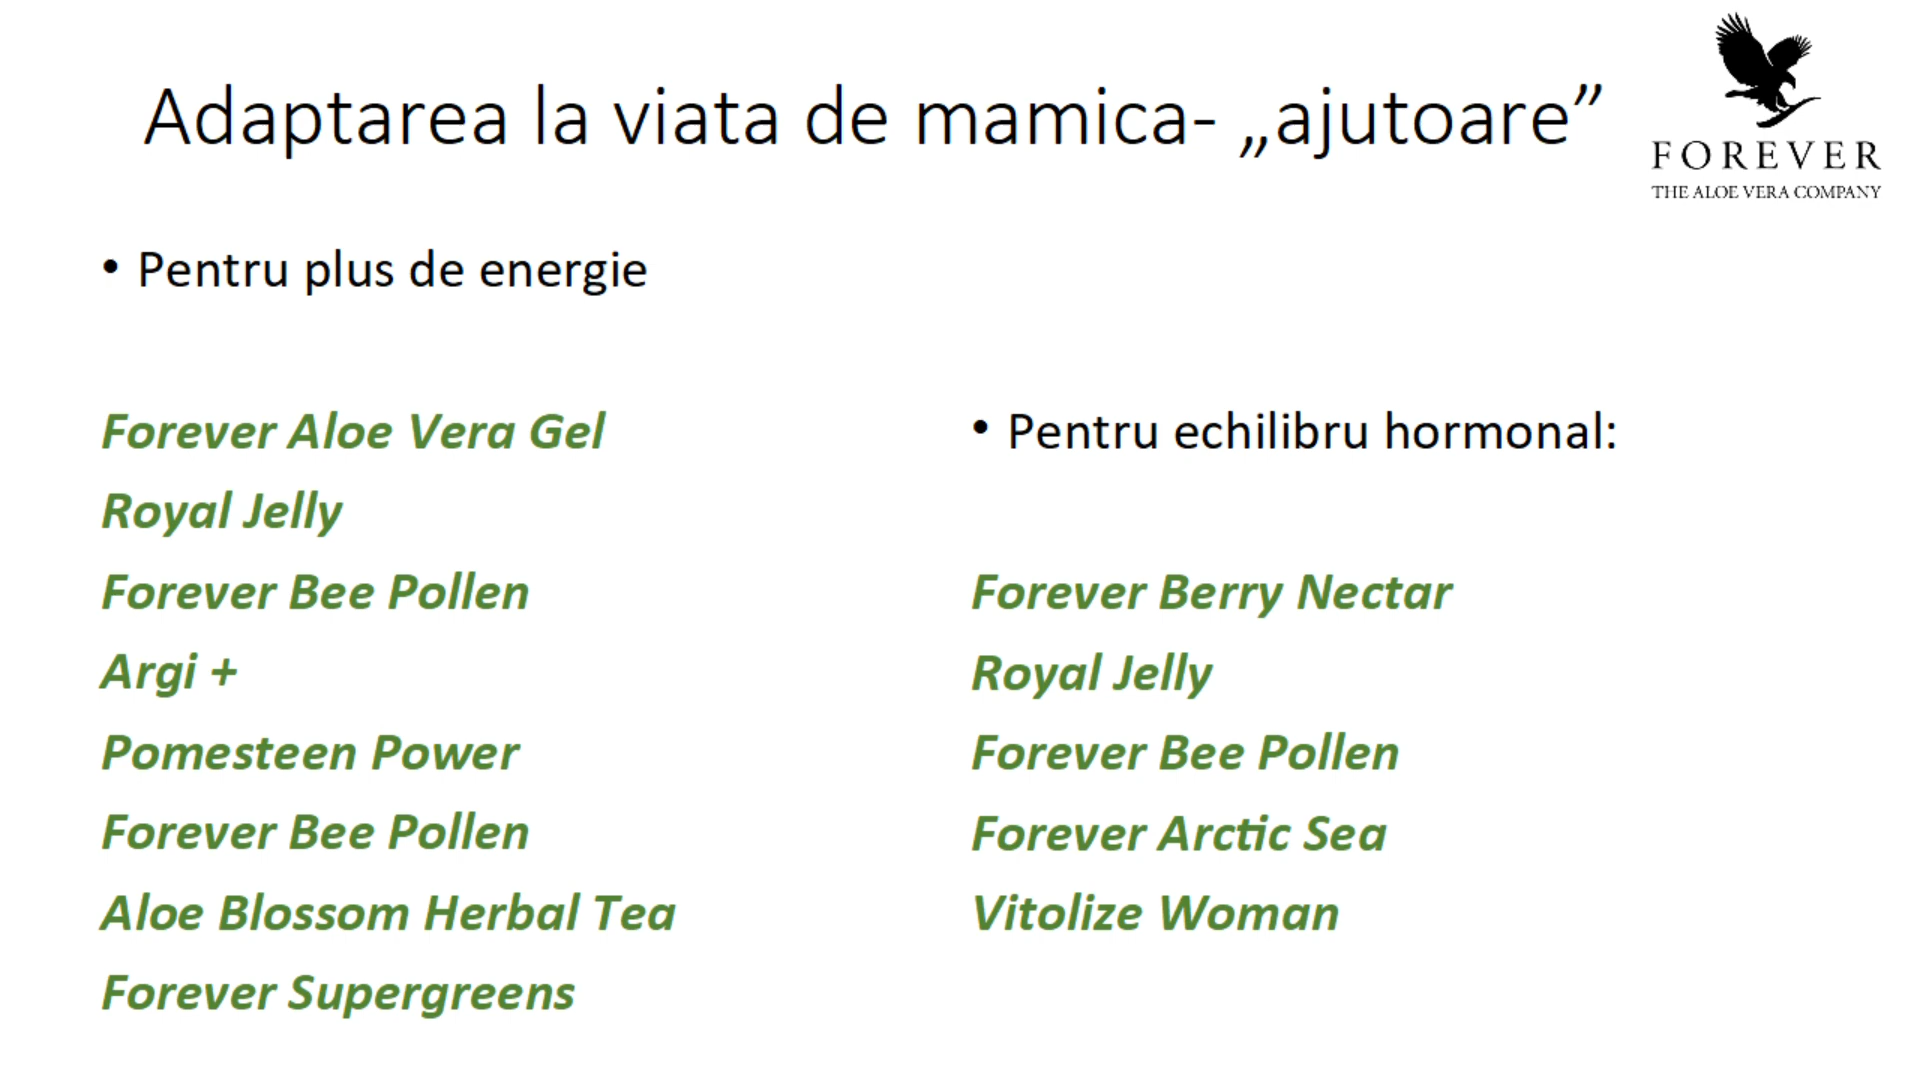 Adaptarea la viata de mamica- „ajutoare”
FOREVER
THE ALOE VERA COMPANY
• Pentru plus de energie
Forever Aloe Vera Gel
Royal Jelly
Forever Bee Pollen
Argi +
Pomesteen Power
Forever Bee Pollen
Aloe Blossom Herbal Tea
Forever Supergreens
• Pentru echilibru hormonal:
Forever Berry Nectar
Royal Jelly
Forever Bee Pollen
Forever Arctic Sea
Vitolize Woman